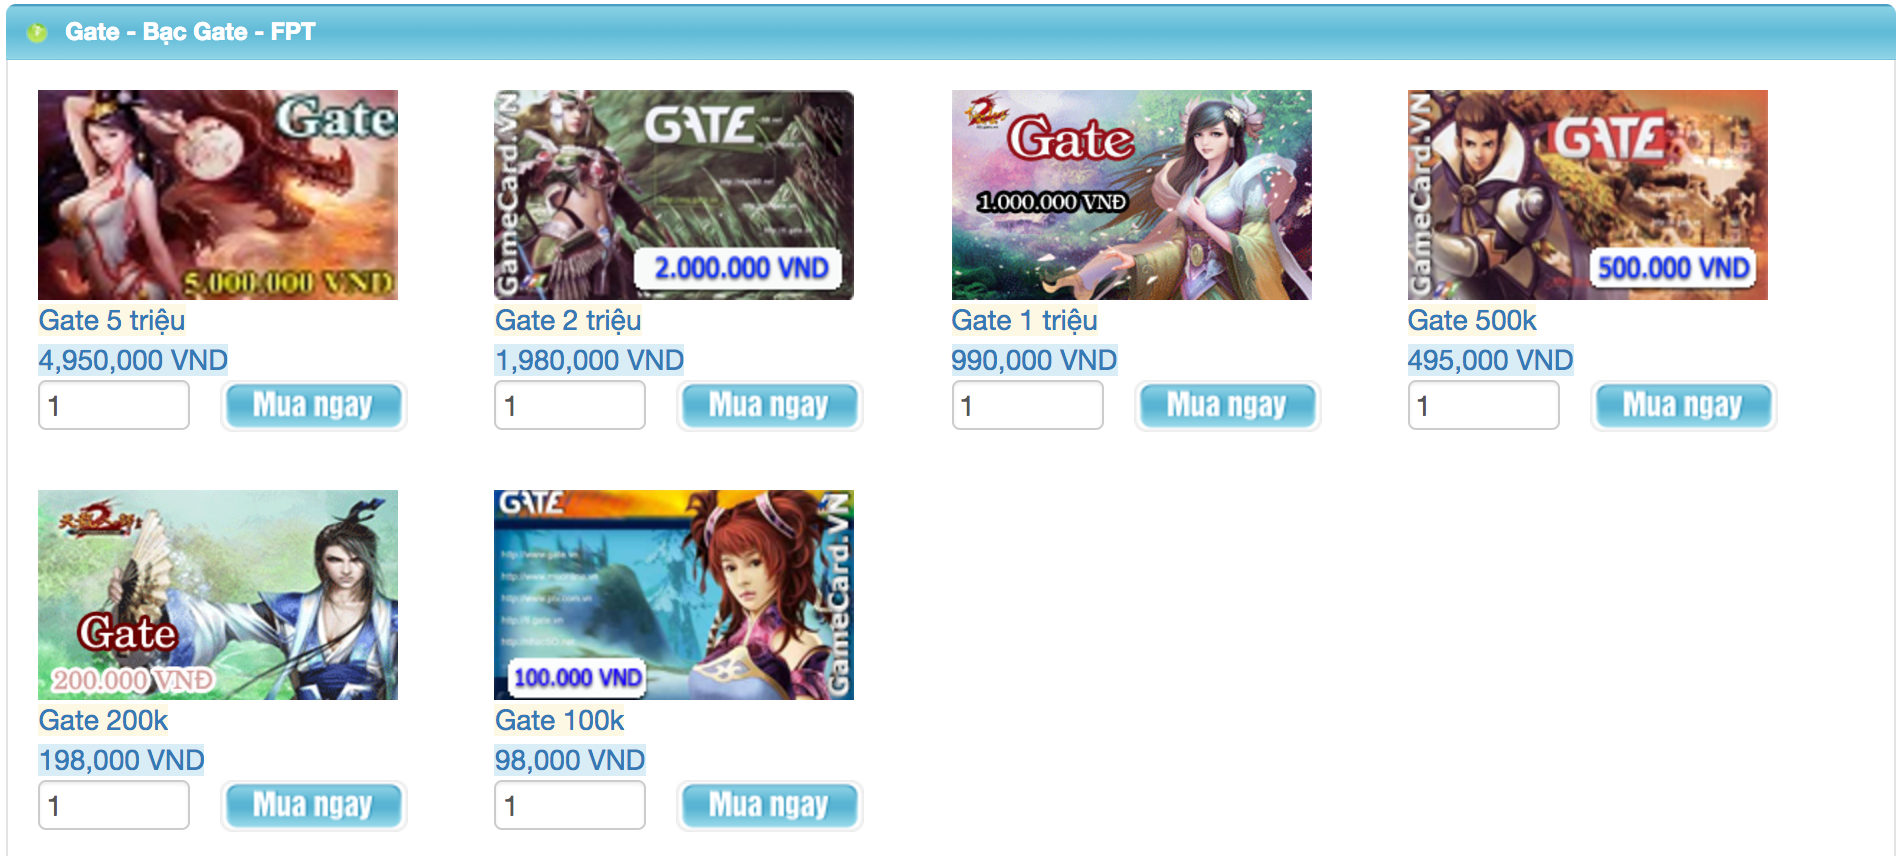 Gate - Bạc Gate - FPT
Gate
5.000.000 VND
Gate 5 triệu
4,950,000 VND
1
Mua ngay
GameCard.VN
GATE
2.000.000 VND
Gate 2 triệu
1,980,000 VND
1
Mua ngay
Gate
1.000.000 VNĐ
Gate 1 triệu
990,000 VND
1
Mua ngay
GameCard.VN
GATE
500.000 VND
Gate 500k
495,000 VND
1
Mua ngay
Gate
200.000 VNĐ
Gate 200k
198,000 VND
1
Mua ngay
GATE
GameCard.VN
http://www.gate.vn
100.000 VND
Gate 100k
98,000 VND
1
Mua ngay